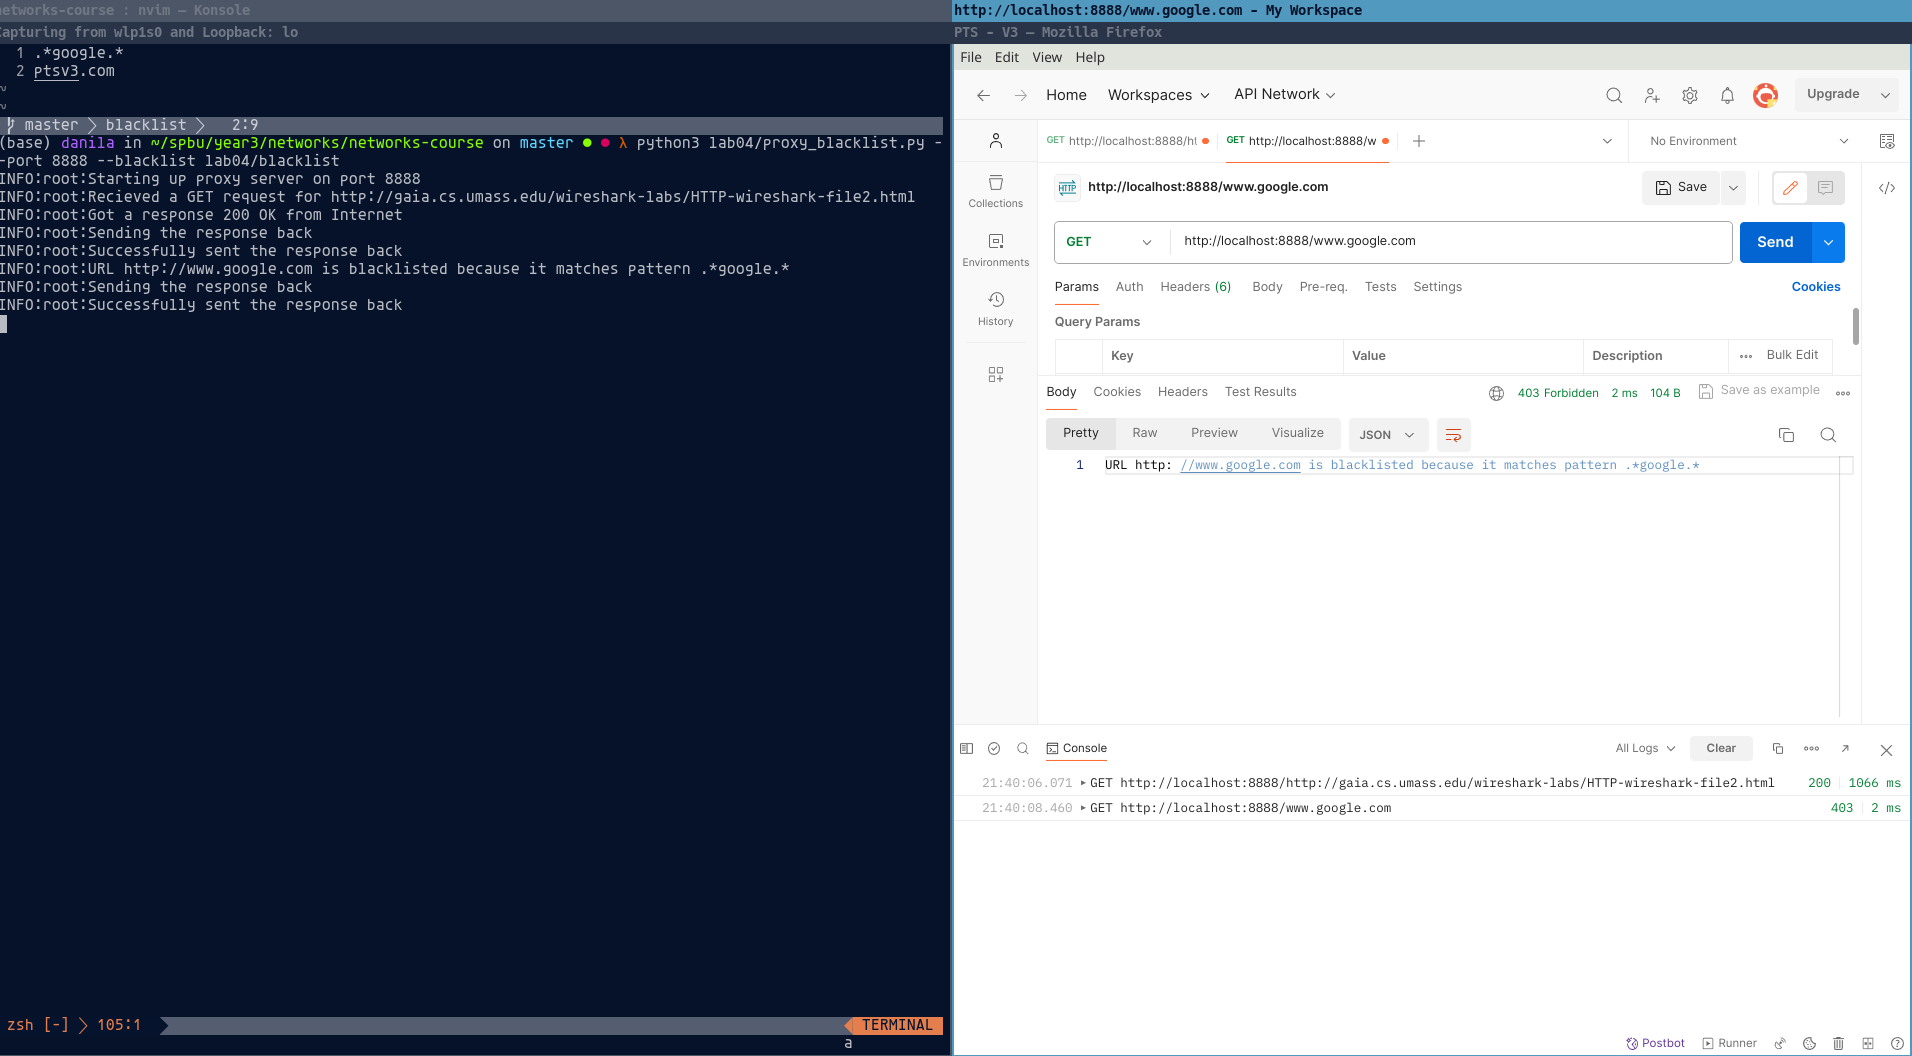 networks-course : nvim — Konsole
Capturing from wlp1s0 and Loopback: lo
1 .*google.*
2 ptsv3.com
~
~
master blacklist 2:9
(base) danila in ~/spbu/year3/networks/networks-course on master ● ● λ python3 lab04/proxy_blacklist.py -
-port 8888 --blacklist lab04/blacklist
INFO:root:Starting up proxy server on port 8888
INFO:root:Recieved a GET request for http://gaia.cs.umass.edu/wireshark-labs/HTTP-wireshark-file2.html
INFO:root:Got a response 200 OK from Internet
INFO:root:Sending the response back
INFO:root:Successfully sent the response back
INFO:root:URL http://www.google.com is blacklisted because it matches pattern .*google.*
INFO:root:Sending the response back
INFO:root:Successfully sent the response back
zsh [-] 105:1
TERMINAL
a
http://localhost:8888/www.google.com - My Workspace
PTS - V3 — Mozilla Firefox
File Edit View Help
Home Workspaces API Network Upgrade
GET http://localhost:8888/ht GET http://localhost:8888/w No Environment
Collections
Environments
History
HTTP http://localhost:8888/www.google.com Save
GET http://localhost:8888/www.google.com Send
Params Auth Headers (6) Body Pre-req. Tests Settings Cookies
Query Params
Key Value Description Bulk Edit
Body Cookies Headers Test Results 403 Forbidden 2 ms 104 B Save as example
Pretty Raw Preview Visualize JSON
1 URL http: //www.google.com is blacklisted because it matches pattern .*google.*
Console All Logs Clear
21:40:06.071 GET http://localhost:8888/http://gaia.cs.umass.edu/wireshark-labs/HTTP-wireshark-file2.html 200 1066 ms
21:40:08.460 GET http://localhost:8888/www.google.com 403 2 ms
Postbot Runner